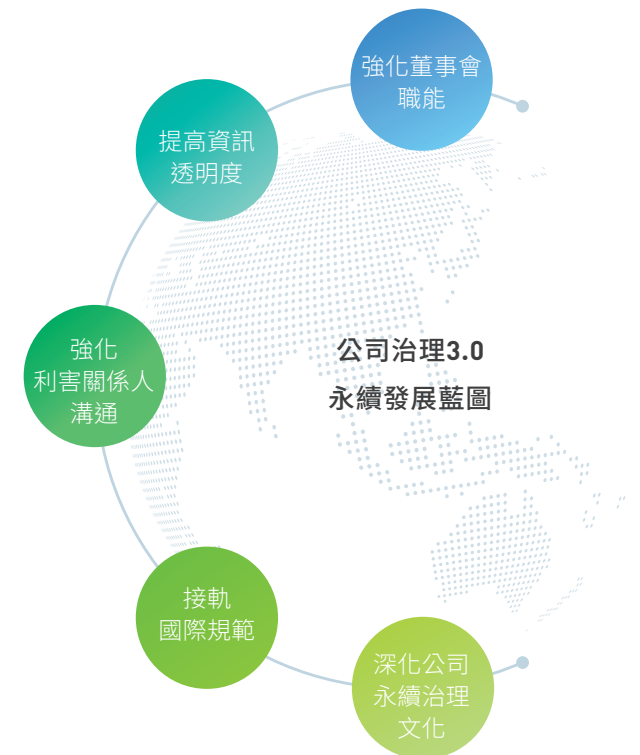 強化董事會
職能
提高資訊
透明度
強化
利害關係人
溝通
公司治理3.0
永續發展藍圖
接軌
國際規範
深化公司
永續治理
文化